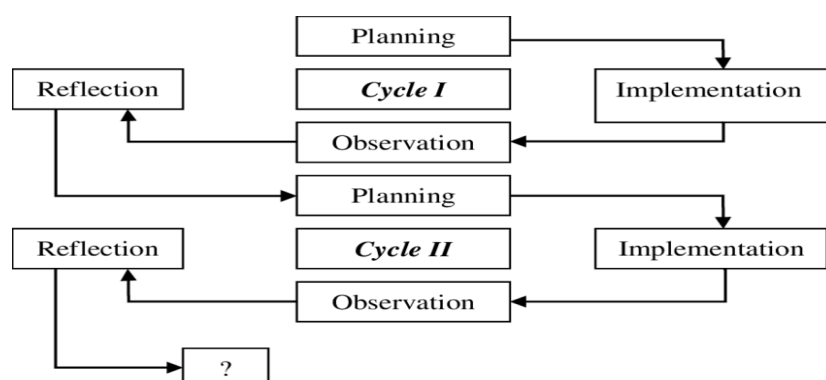 Planning
Reflection
Cycle I
Implementation
Observation
Planning
Reflection
Cycle II
Implementation
Observation
?